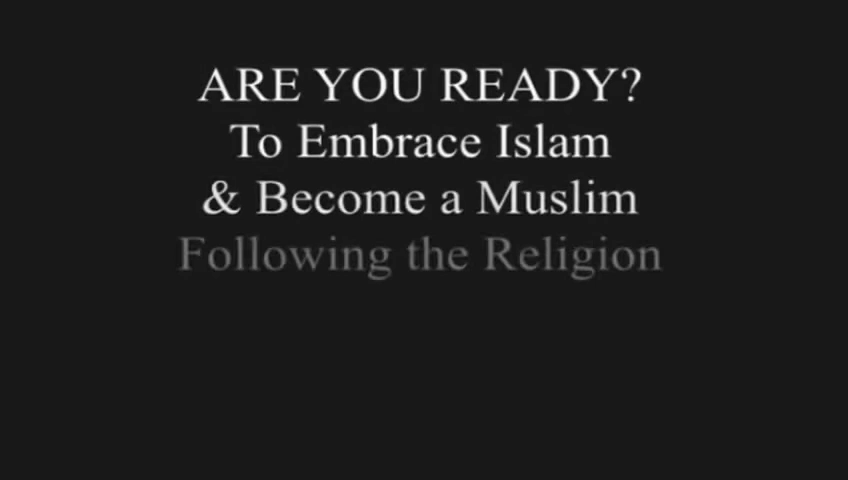 ARE YOU READY?
To Embrace Islam
& Become a Muslim
Following the Religion